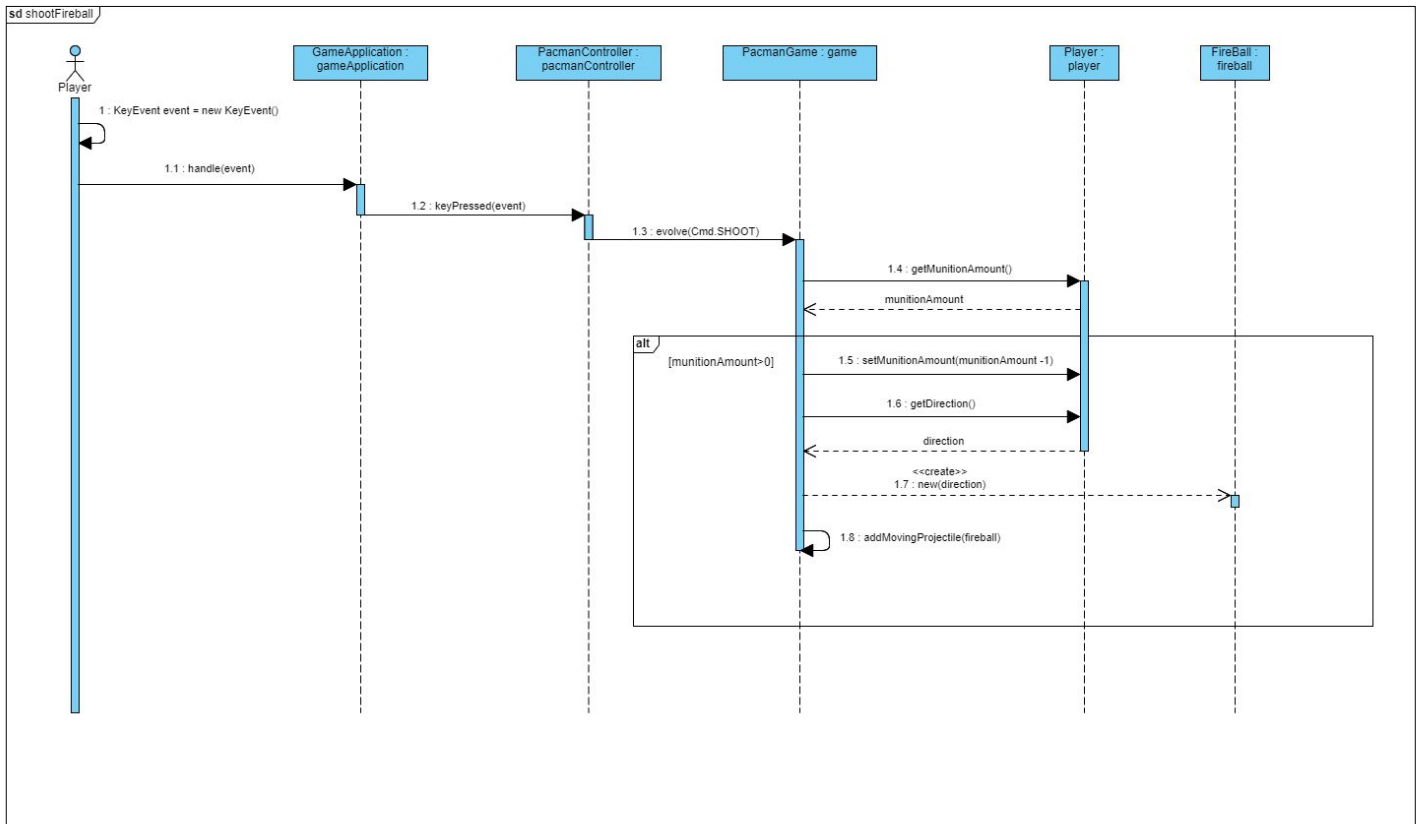 sd shootFireball
Player
GameApplication :
gameApplication
PacmanController :
pacmanController
PacmanGame : game
Player :
player
FireBall :
fireball
1 : KeyEvent event = new KeyEvent()
1.1 : handle(event)
1.2 : keyPressed(event)
1.3 : evolve(Cmd.SHOOT)
1.4 : getMunitionAmount()
munitionAmount
alt
[munitionAmount>0]
1.5 : setMunitionAmount(munitionAmount -1)
1.6 : getDirection()
direction
<<create>>
1.7 : new(direction)
1.8 : addMovingProjectile(fireball)